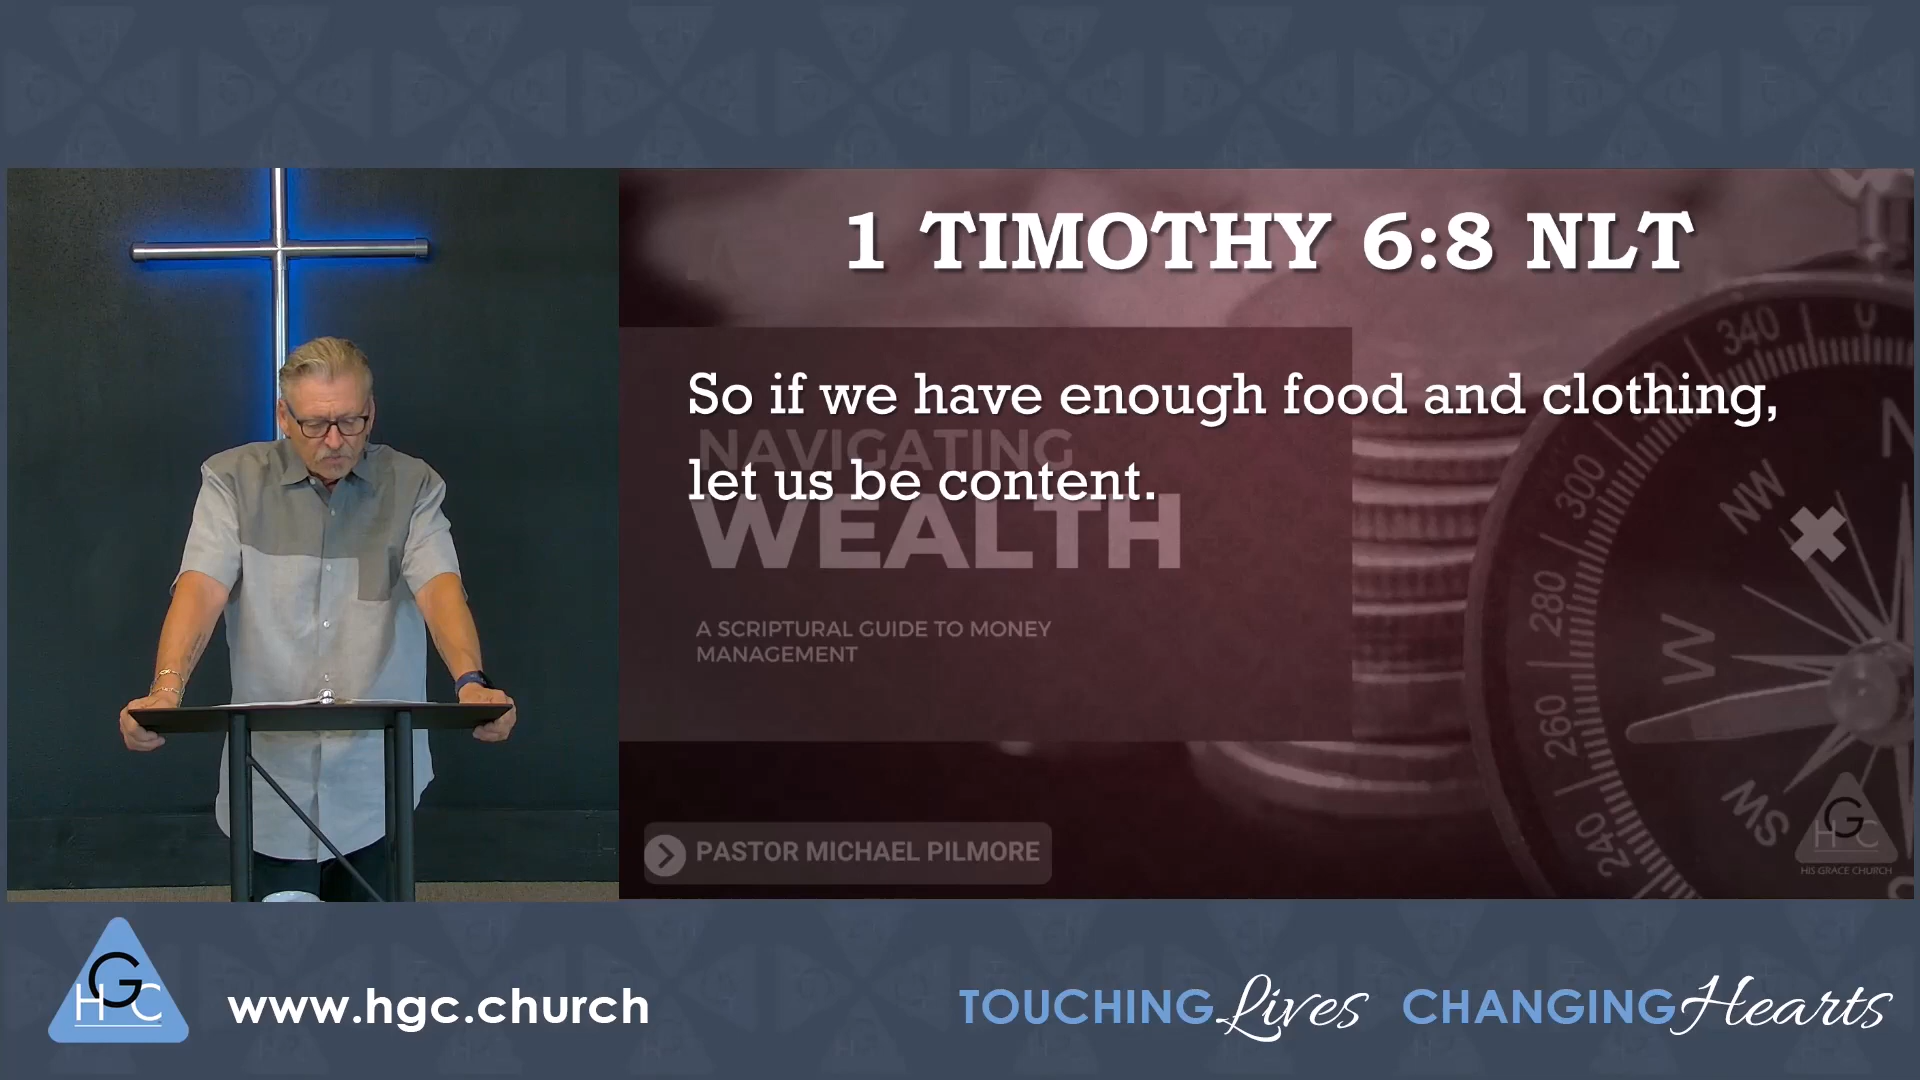 1 TIMOTHY 6:8 NLT
So if we have enough food and clothing,
let us be content.
NAVIGATING
WEALTH
A SCRIPTURAL GUIDE TO MONEY
MANAGEMENT
PASTOR MICHAEL PILMORE
340
300
280
260
240
N
NW
W
SW
HGC
HIS GRACE CHURCH
HGC
www.hgc.church
TOUCHING Lives CHANGING Hearts